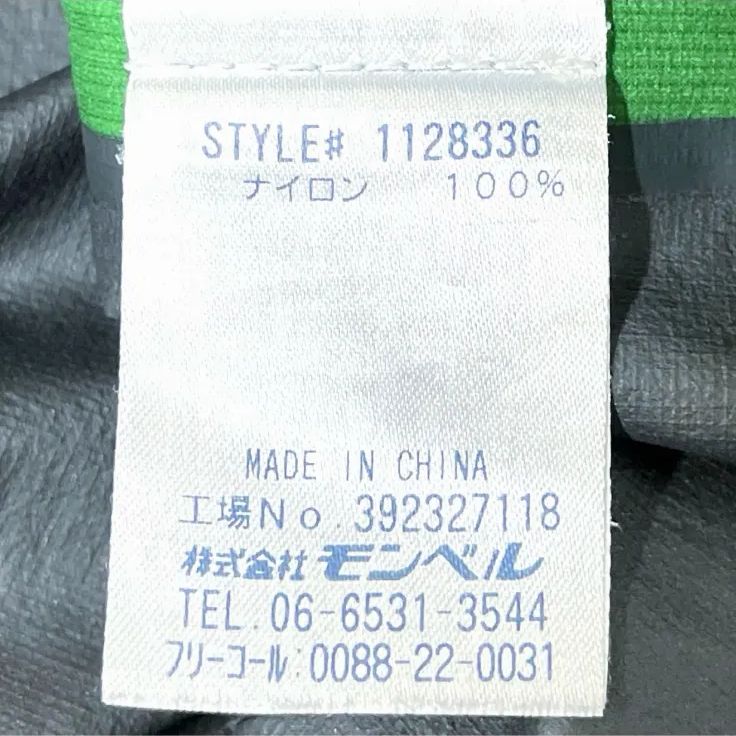 STYLE# 1128336
ナイロン 100%
MADE IN CHINA
工場No.392327118
株式会社 モンベル
TEL.06-6531-3544
フリーコール:0088-22-0031